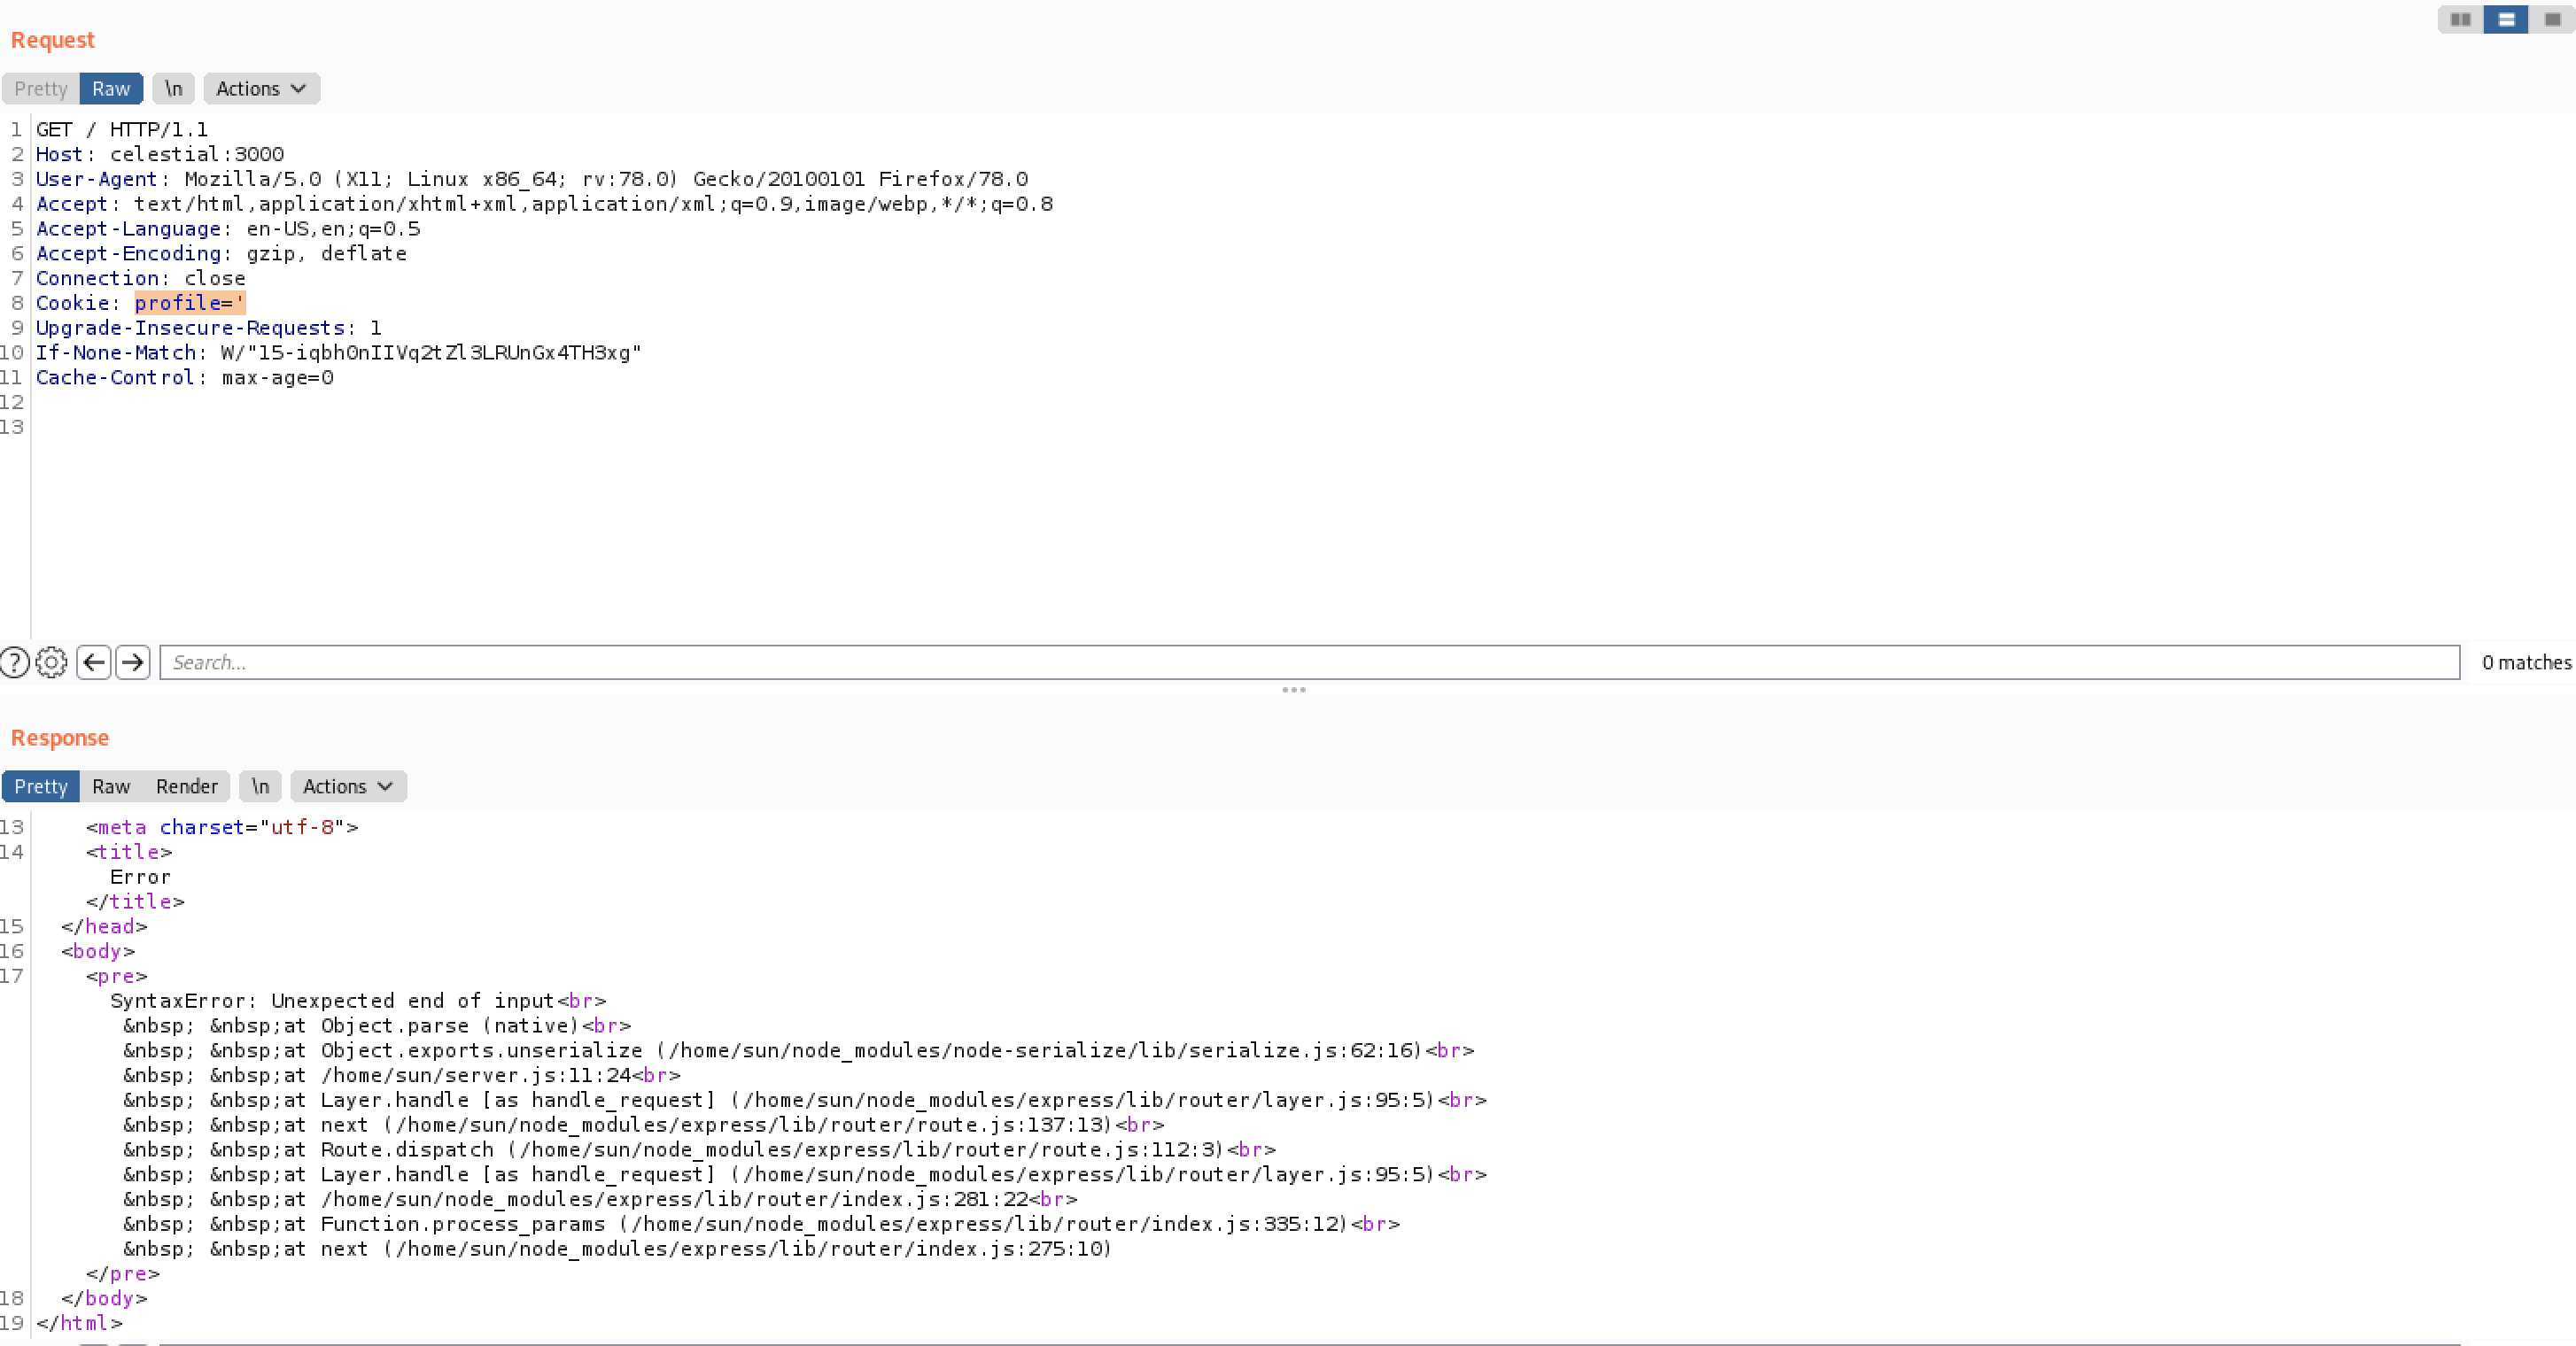 Request
Pretty Raw \n Actions
1 GET / HTTP/1.1
2 Host: celestial:3000
3 User-Agent: Mozilla/5.0 (X11; Linux x86_64; rv:78.0) Gecko/20100101 Firefox/78.0
4 Accept: text/html,application/xhtml+xml,application/xml;q=0.9,image/webp,*/*;q=0.8
5 Accept-Language: en-US,en;q=0.5
6 Accept-Encoding: gzip, deflate
7 Connection: close
8 Cookie: profile='
9 Upgrade-Insecure-Requests: 1
10 If-None-Match: W/"15-iqbh0nIIVq2tZl3LRUnGx4TH3xg"
11 Cache-Control: max-age=0
12
13
? Search... 0 matches
Response
Pretty Raw Render \n Actions
13 <meta charset="utf-8">
14 <title>
Error
</title>
15 </head>
16 <body>
17 <pre>
SyntaxError: Unexpected end of input<br>
&nbsp; &nbsp;at Object.parse (native)<br>
&nbsp; &nbsp;at Object.exports.unserialize (/home/sun/node_modules/node-serialize/lib/serialize.js:62:16)<br>
&nbsp; &nbsp;at /home/sun/server.js:11:24<br>
&nbsp; &nbsp;at Layer.handle [as handle_request] (/home/sun/node_modules/express/lib/router/layer.js:95:5)<br>
&nbsp; &nbsp;at next (/home/sun/node_modules/express/lib/router/route.js:137:13)<br>
&nbsp; &nbsp;at Route.dispatch (/home/sun/node_modules/express/lib/router/route.js:112:3)<br>
&nbsp; &nbsp;at Layer.handle [as handle_request] (/home/sun/node_modules/express/lib/router/layer.js:95:5)<br>
&nbsp; &nbsp;at /home/sun/node_modules/express/lib/router/index.js:281:22<br>
&nbsp; &nbsp;at Function.process_params (/home/sun/node_modules/express/lib/router/index.js:335:12)<br>
&nbsp; &nbsp;at next (/home/sun/node_modules/express/lib/router/index.js:275:10)
</pre>
18 </body>
19 </html>